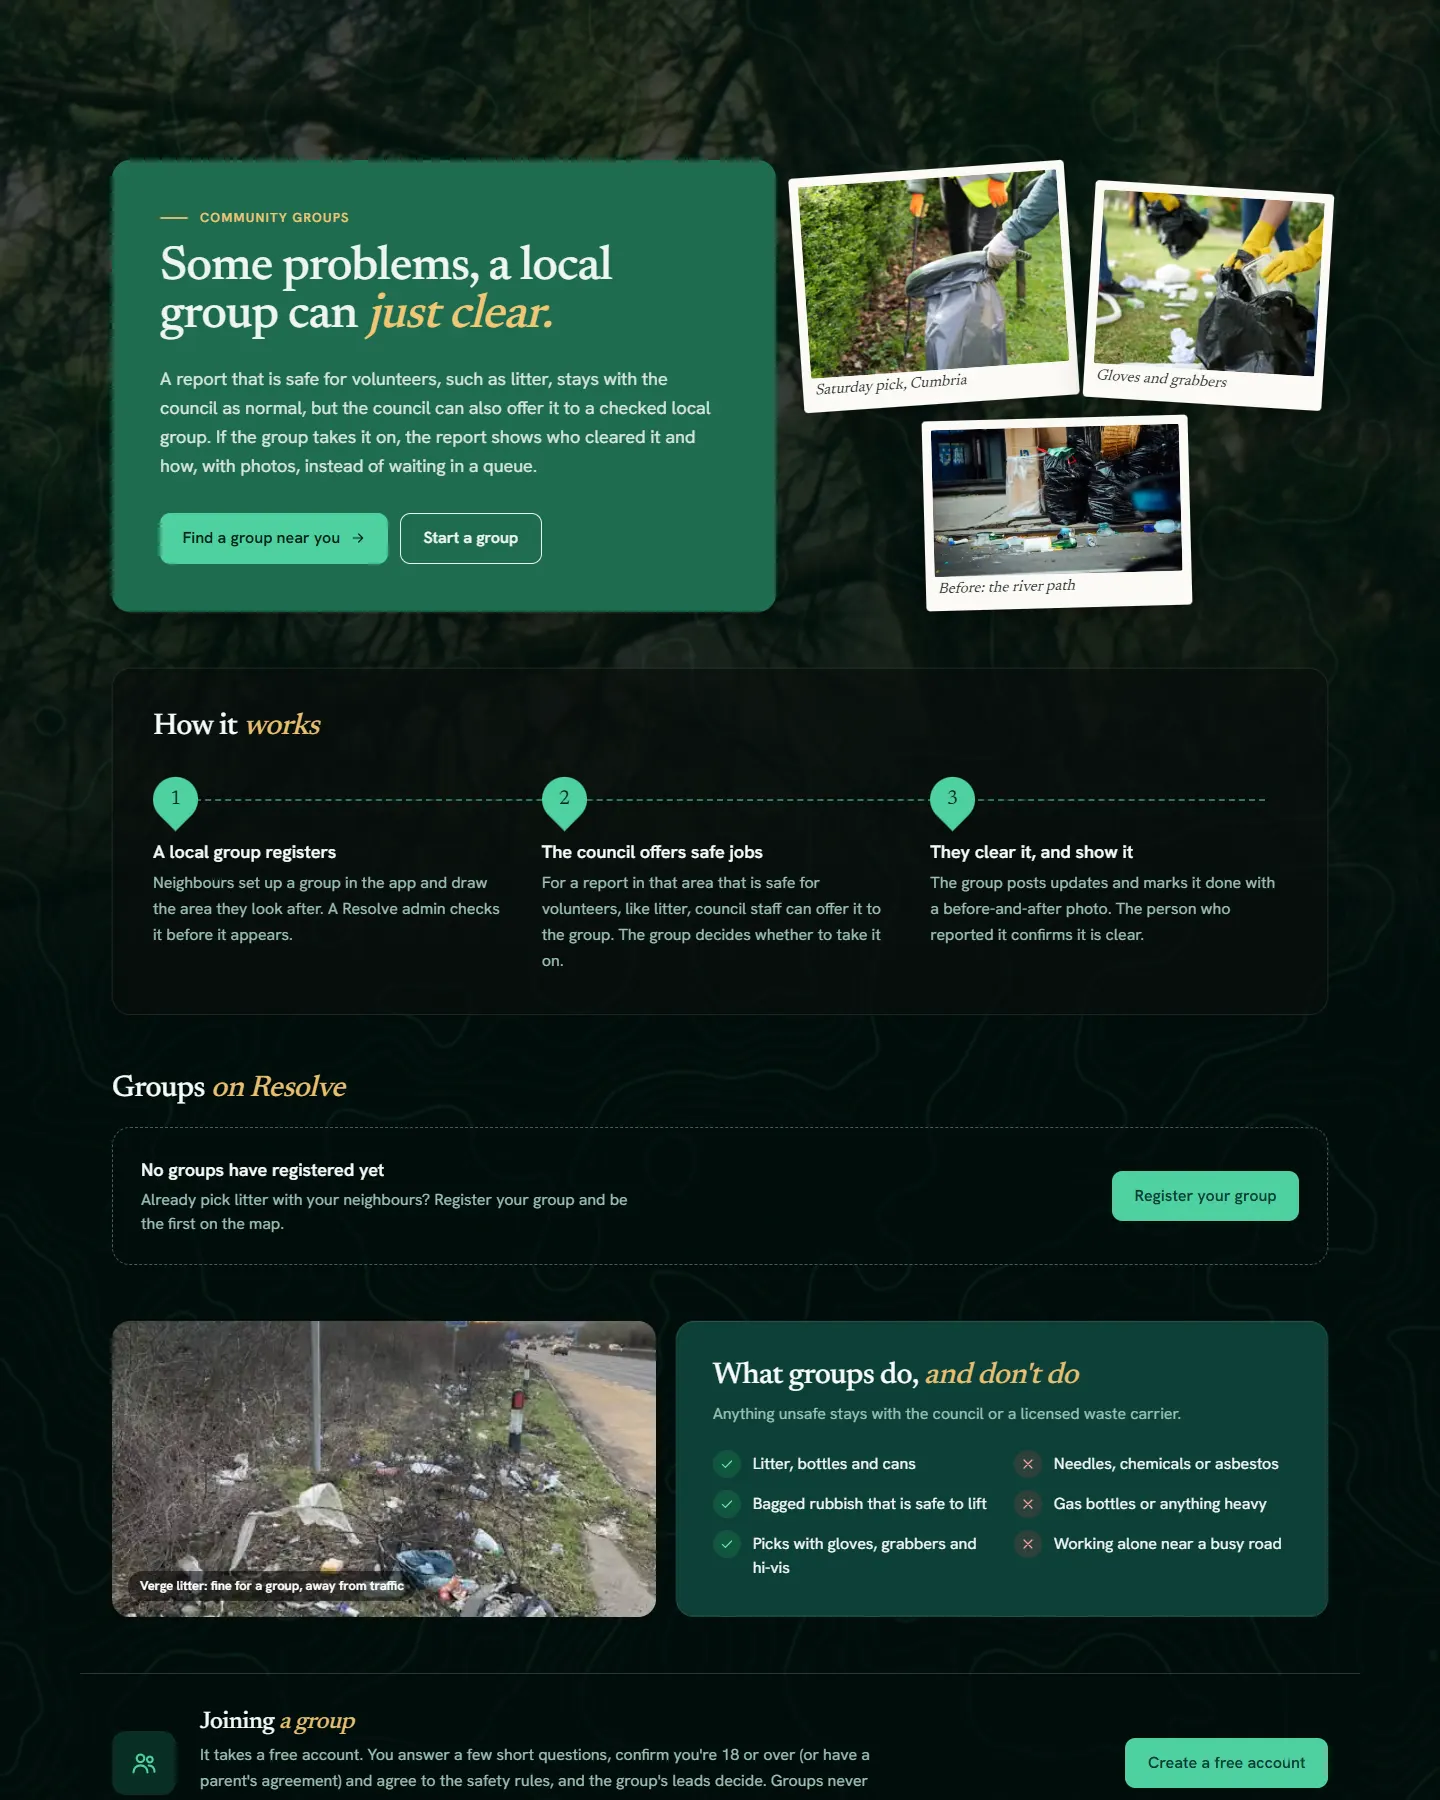 COMMUNITY GROUPS
Some problems, a local
group can just clear.
A report that is safe for volunteers, such as litter, stays with the
council as normal, but the council can also offer it to a checked local
group. If the group takes it on, the report shows who cleared it and
how, with photos, instead of waiting in a queue.
Find a group near you →
Start a group
Saturday pick, Cumbria
Gloves and grabbers
Before: the river path
How it works
1
A local group registers
Neighbours set up a group in the app and draw
the area they look after. A Resolve admin checks
it before it appears.
2
The council offers safe jobs
For a report in that area that is safe for
volunteers, like litter, council staff can offer it to
the group. The group decides whether to take it
on.
3
They clear it, and show it
The group posts updates and marks it done with
a before-and-after photo. The person who
reported it confirms it is clear.
Groups on Resolve
No groups have registered yet
Already pick litter with your neighbours? Register your group and be
the first on the map.
Register your group
Verge litter: fine for a group, away from traffic
What groups do, and don't do
Anything unsafe stays with the council or a licensed waste carrier.
Litter, bottles and cans
Bagged rubbish that is safe to lift
Picks with gloves, grabbers and
hi-vis
Needles, chemicals or asbestos
Gas bottles or anything heavy
Working alone near a busy road
Joining a group
It takes a free account. You answer a few short questions, confirm you're 18 or over (or have a
parent's agreement) and agree to the safety rules, and the group's leads decide. Groups never
Create a free account